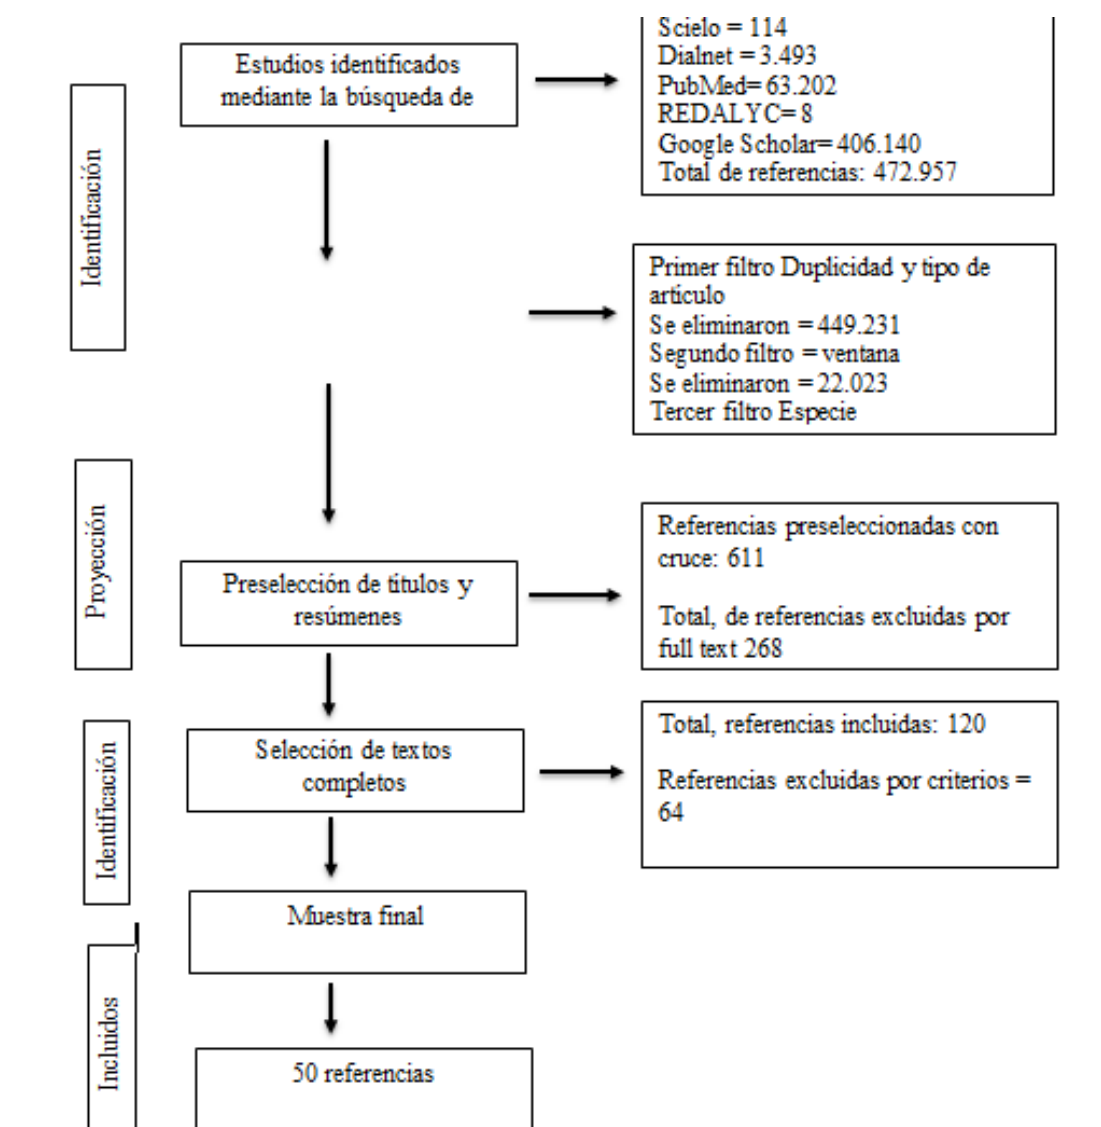 Estudios identificados
mediante la búsqueda de
Scielo = 114
Dialnet = 3.493
PubMed= 63.202
REDALYC= 8
Google Scholar= 406.140
Total de referencias: 472.957
Identificación
Primer filtro Duplicidad y tipo de
artículo
Se eliminaron = 449.231
Segundo filtro = ventana
Se eliminaron = 22.023
Tercer filtro Especie
Proyección
Preselección de títulos y
resúmenes
Referencias preseleccionadas con
cruce: 611
Total, de referencias excluidas por
full text 268
Identificación
Selección de textos
completos
Total, referencias incluidas: 120
Referencias excluidas por criterios =
64
Muestra final
Incluidos
50 referencias